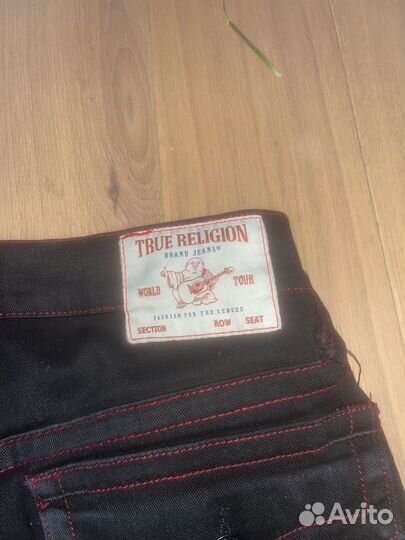 TRUE RELIGION
BRAND JEANS
WORLD TOUR
FASHION FOR THE SENSES
SECTION ROW SEAT
Avito